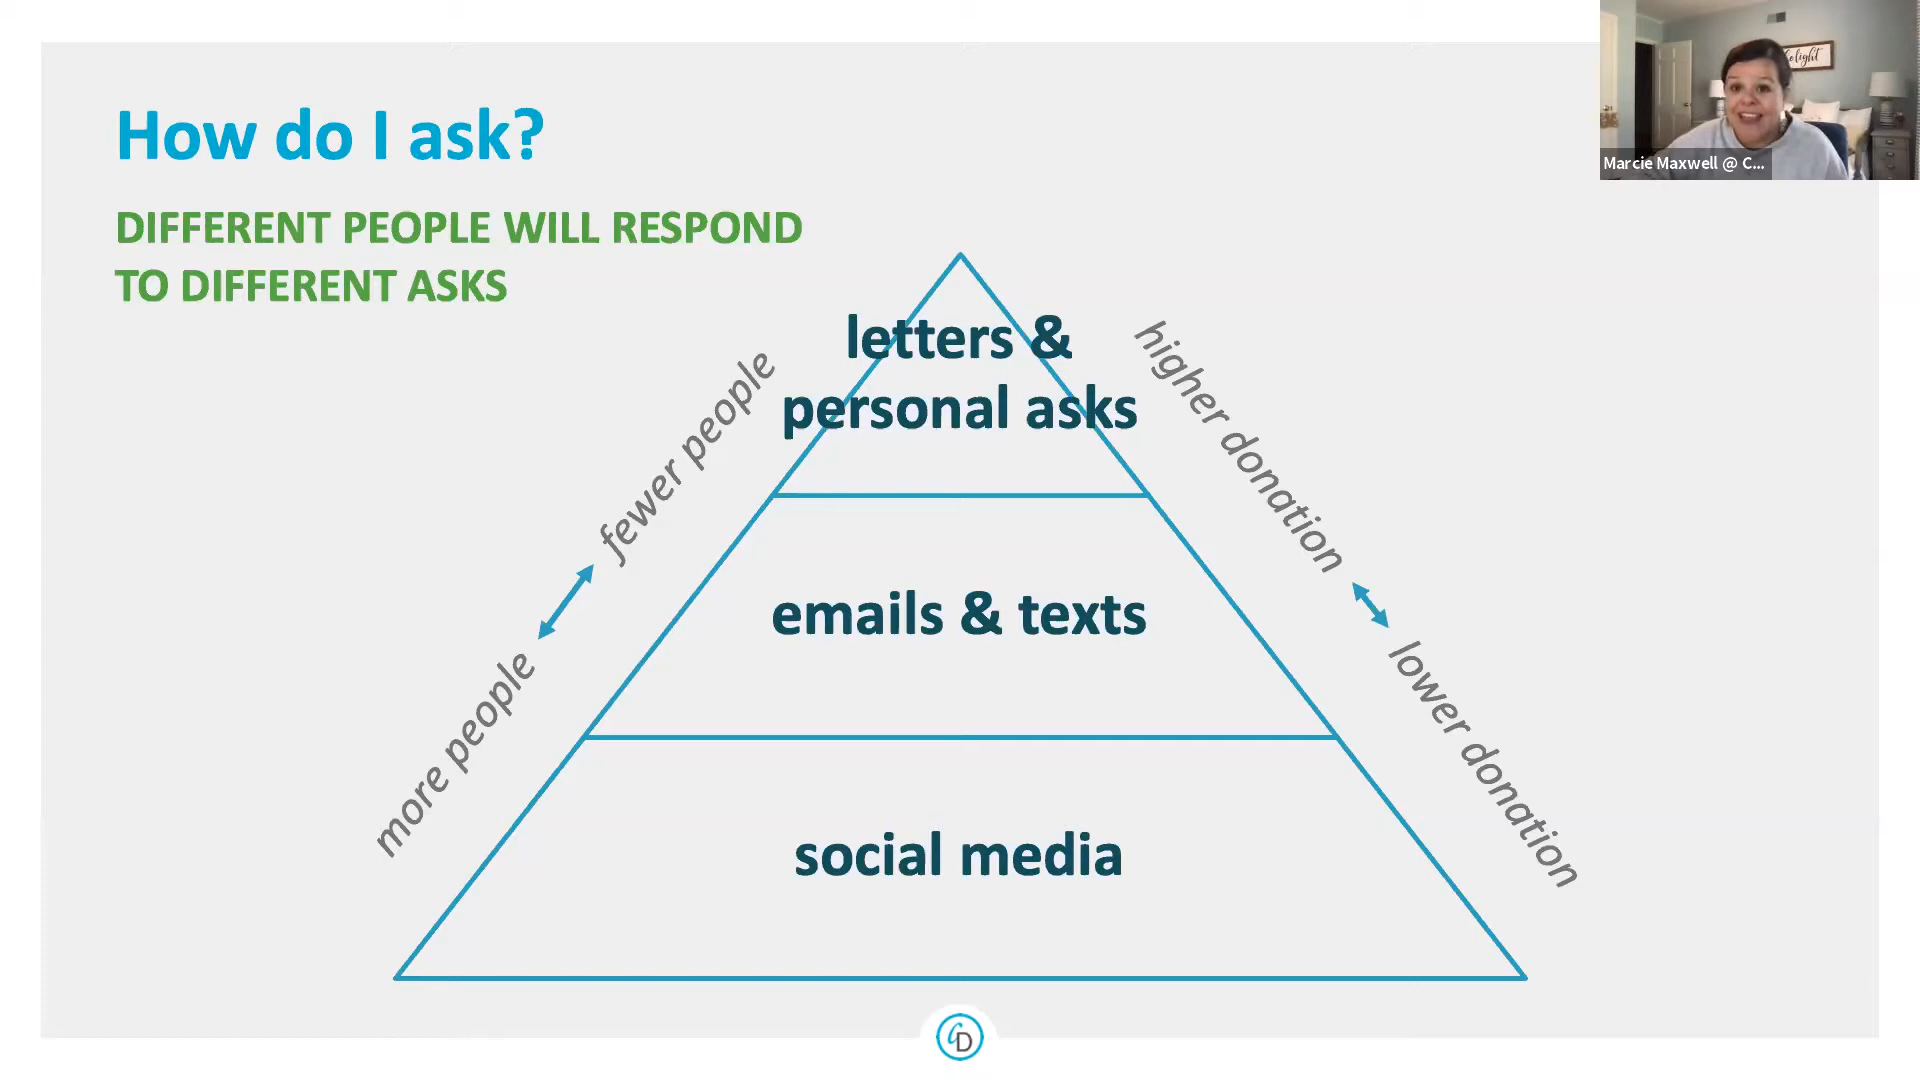 How do I ask?
DIFFERENT PEOPLE WILL RESPOND
TO DIFFERENT ASKS
letters &
personal asks
emails & texts
social media
fewer people
more people
higher donation
lower donation
Marcie Maxwell @ C...
CD